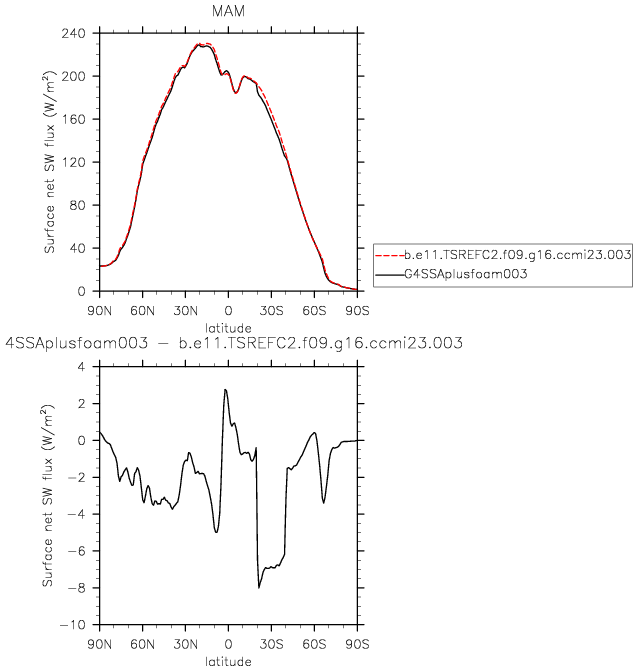 MAM
240
200
160
120
80
40
0
Surface net SW flux (W/m²)
90N 60N 30N 0 30S 60S 90S
latitude
b.e11.TSREFC2.f09.g16.ccmi23.003
G4SSAplusfoam003
4SSAplusfoam003 − b.e11.TSREFC2.f09.g16.ccmi23.003
4
2
0
−2
−4
−6
−8
−10
Surface net SW flux (W/m²)
90N 60N 30N 0 30S 60S 90S
latitude